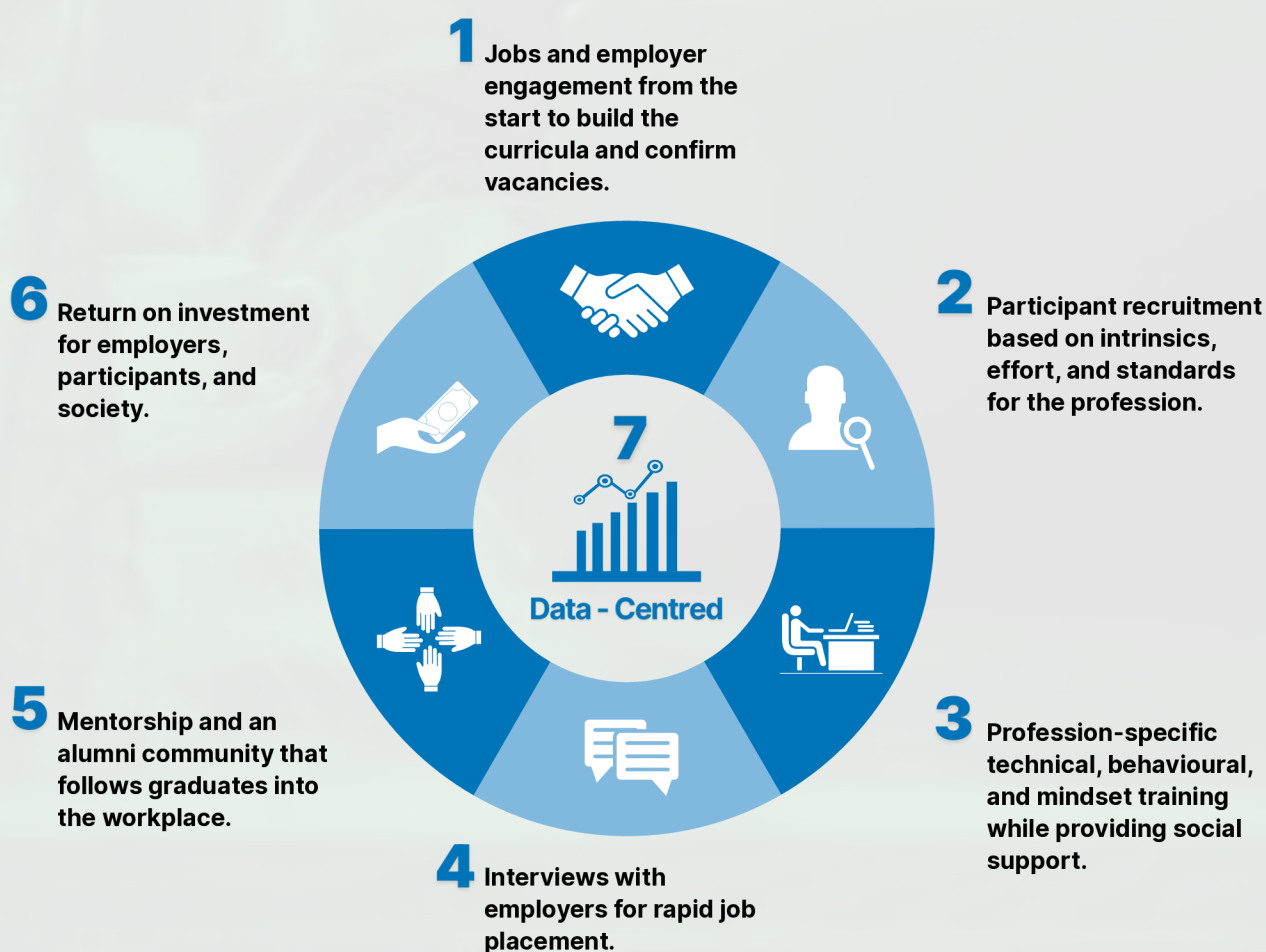 1
Jobs and employer
engagement from the
start to build the
curricula and confirm
vacancies.
2
Participant recruitment
based on intrinsics,
effort, and standards
for the profession.
3
Profession-specific
technical, behavioural,
and mindset training
while providing social
support.
4
Interviews with
employers for rapid job
placement.
5
Mentorship and an
alumni community that
follows graduates into
the workplace.
6
Return on investment
for employers,
participants, and
society.
7
Data - Centred